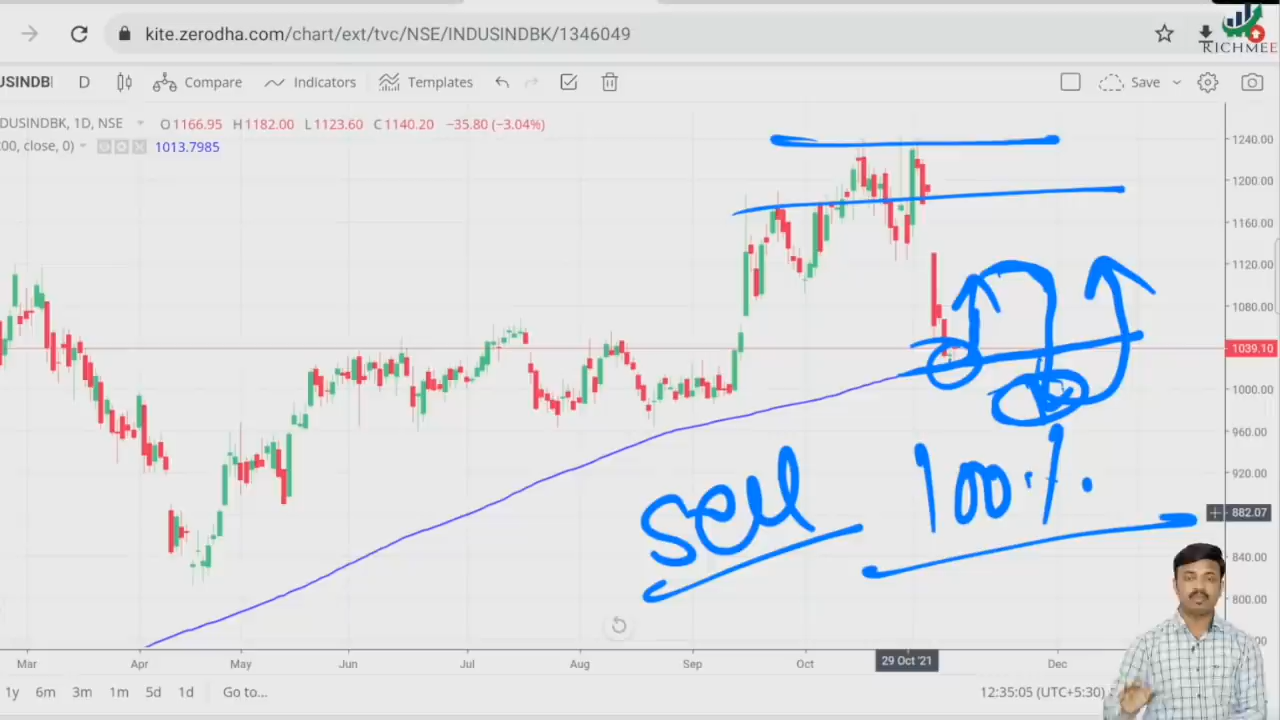 kite.zerodha.com/chart/ext/tvc/NSE/INDUSINDBK/1346049
RICHMEE
USINDBI D Compare Indicators Templates Save
DUSINDBK, 1D, NSE O1166.95 H1182.00 L1123.60 C1140.20 −35.80 (−3.04%)
00, close, 0) 1013.7985
1240.00
1200.00
1160.00
1120.00
1080.00
1039.10
1000.00
960.00
920.00
882.07
840.00
800.00
sell 100%.
Mar Apr May Jun Jul Aug Sep Oct 29 Oct '21 Dec
1y 6m 3m 1m 5d 1d Go to... 12:35:05 (UTC+5:30)